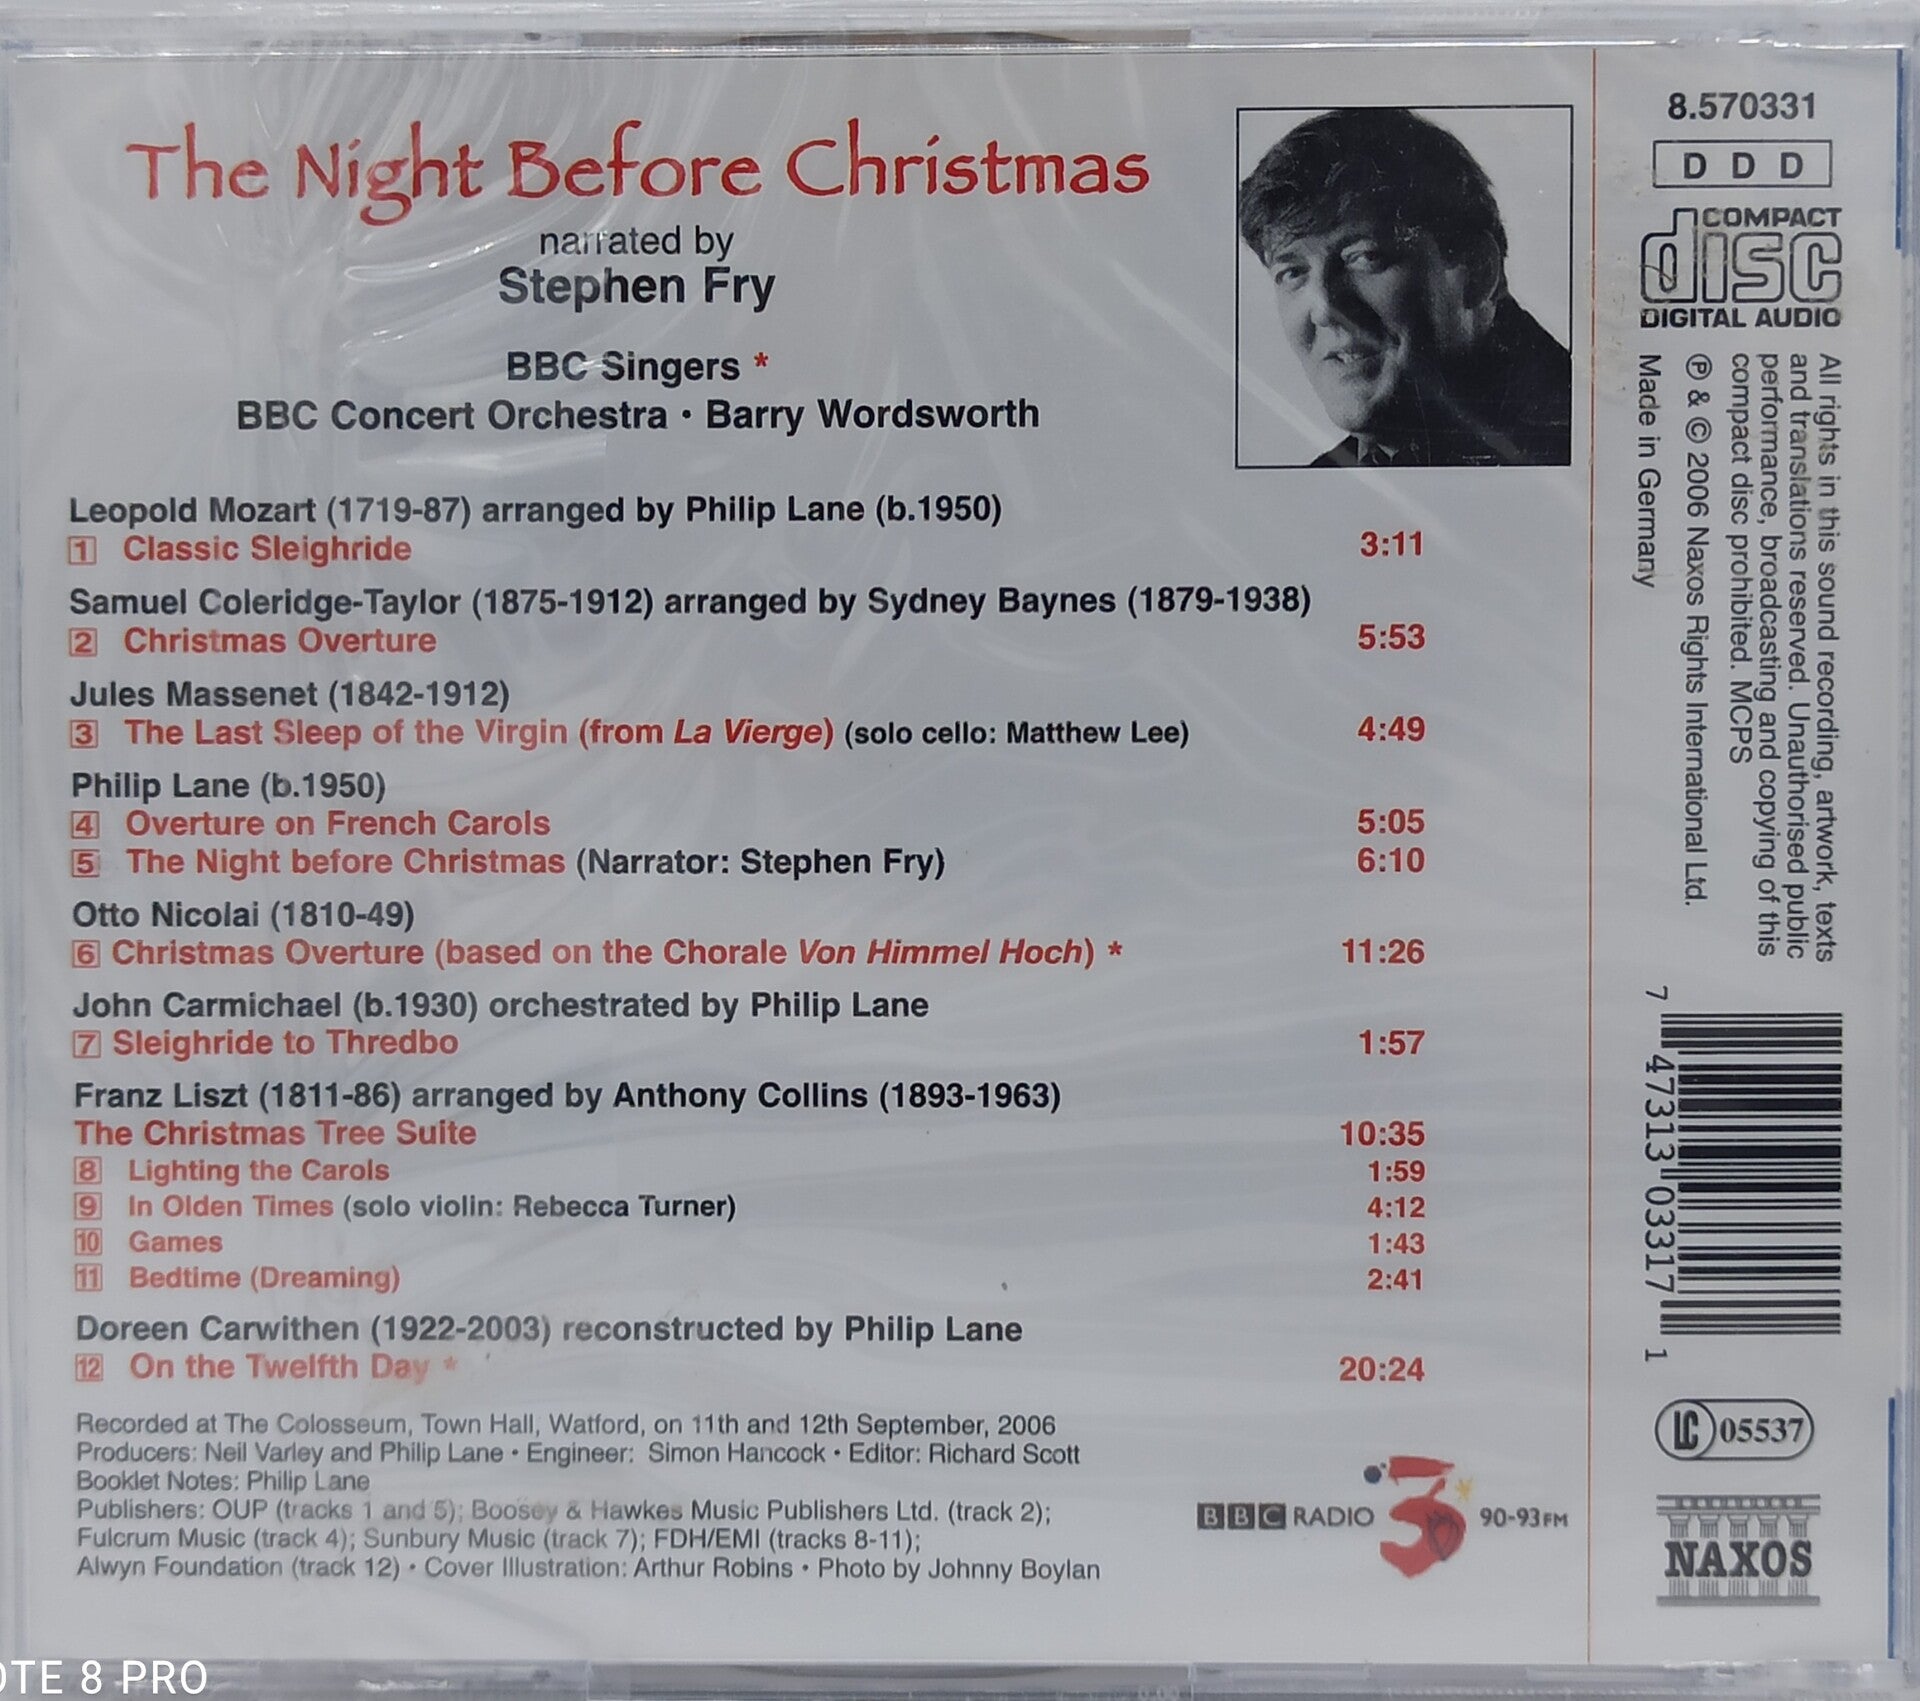 The Night Before Christmas
narrated by
Stephen Fry
BBC Singers *
BBC Concert Orchestra • Barry Wordsworth
Leopold Mozart (1719-87) arranged by Philip Lane (b.1950)
1 Classic Sleighride 3:11
Samuel Coleridge-Taylor (1875-1912) arranged by Sydney Baynes (1879-1938)
2 Christmas Overture 5:53
Jules Massenet (1842-1912)
3 The Last Sleep of the Virgin (from La Vierge) (solo cello: Matthew Lee) 4:49
Philip Lane (b.1950)
4 Overture on French Carols 5:05
5 The Night before Christmas (Narrator: Stephen Fry) 6:10
Otto Nicolai (1810-49)
6 Christmas Overture (based on the Chorale Von Himmel Hoch) * 11:26
John Carmichael (b.1930) orchestrated by Philip Lane
7 Sleighride to Thredbo 1:57
Franz Liszt (1811-86) arranged by Anthony Collins (1893-1963)
The Christmas Tree Suite 10:35
8 Lighting the Carols 1:59
9 In Olden Times (solo violin: Rebecca Turner) 4:12
10 Games 1:43
11 Bedtime (Dreaming) 2:41
Doreen Carwithen (1922-2003) reconstructed by Philip Lane
12 On the Twelfth Day * 20:24
Recorded at The Colosseum, Town Hall, Watford, on 11th and 12th September, 2006
Producers: Neil Varley and Philip Lane • Engineer: Simon Hancock • Editor: Richard Scott
Booklet Notes: Philip Lane
Publishers: OUP (tracks 1 and 5); Boosey & Hawkes Music Publishers Ltd. (track 2);
Fulcrum Music (track 4); Sunbury Music (track 7); FDH/EMI (tracks 8-11);
Alwyn Foundation (track 12) • Cover Illustration: Arthur Robins • Photo by Johnny Boylan
BBC RADIO 3 90-93FM
8.570331
DDD
COMPACT
disc
DIGITAL AUDIO
All rights in this sound recording, artwork, texts
and translations reserved. Unauthorised public
performance, broadcasting and copying of this
compact disc prohibited. MCPS
℗ & © 2006 Naxos Rights International Ltd.
Made in Germany
7 47313 03317 1
LC 05537
NAXOS
OTE 8 PRO